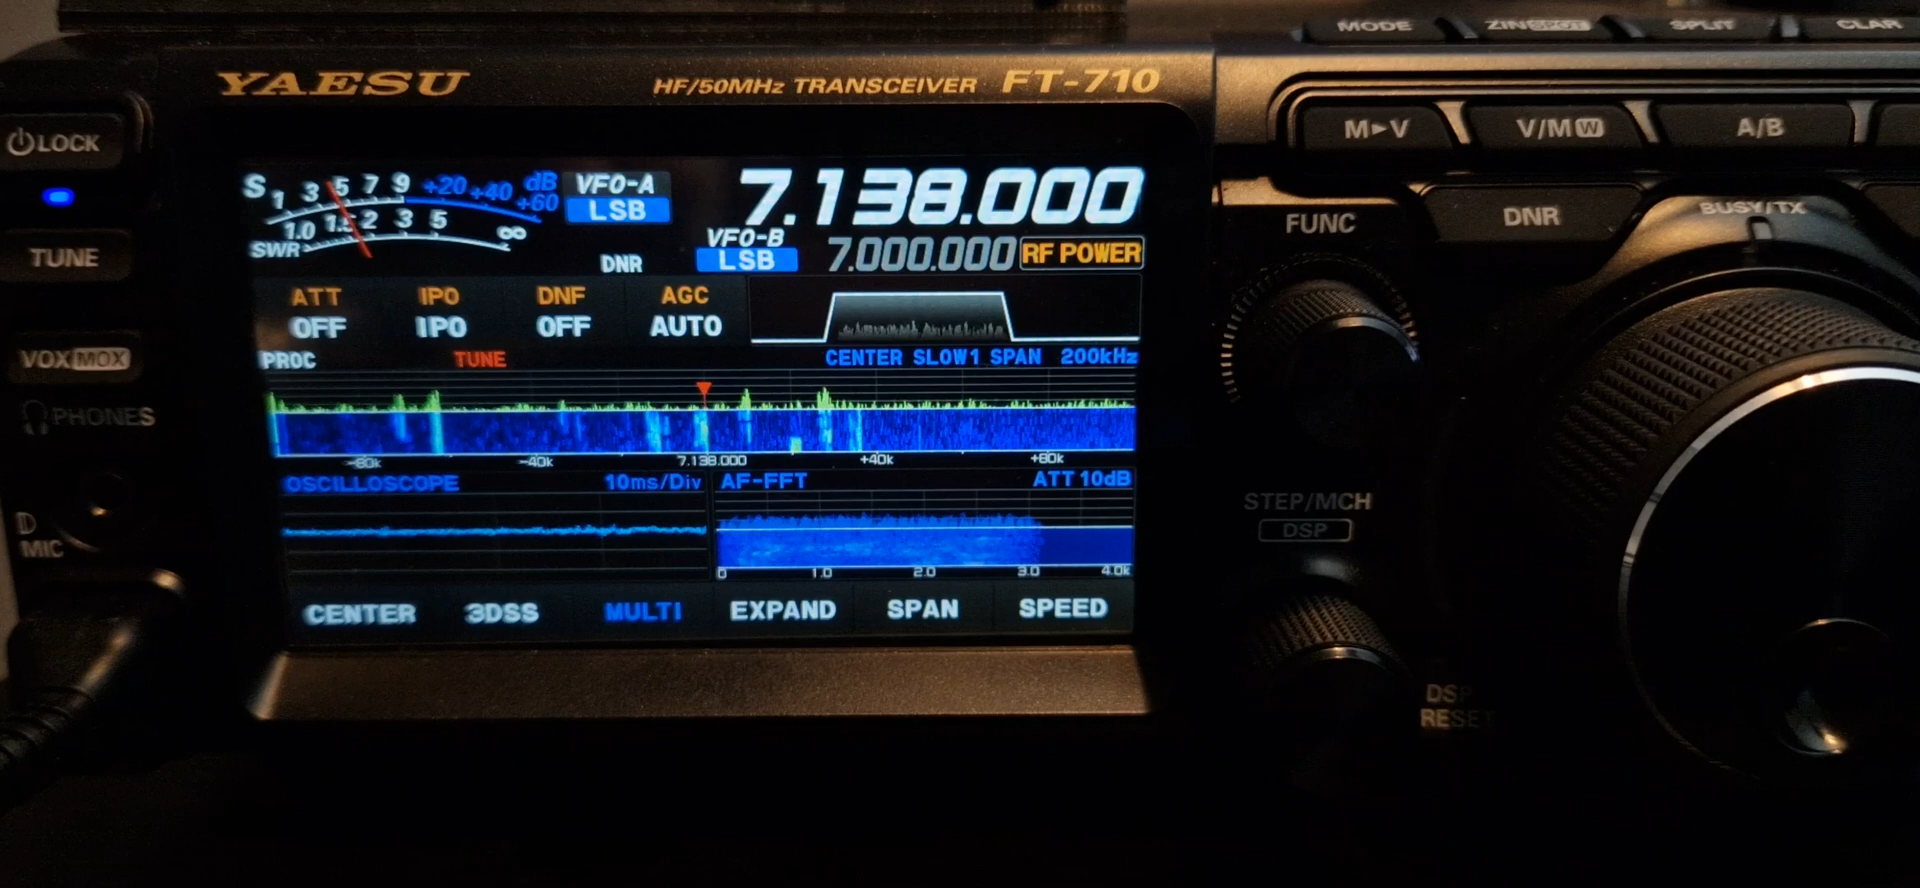 MODE ZIN SPOT SPLIT CLAR
YAESU HF/50MHz TRANSCEIVER FT-710
LOCK
M►V V/M W A/B
S 1 3 5 7 9 +20 +40 +60 dB
VFO-A
LSB
7.138.000
1.0 1.5 2 3 5 ∞
SWR
DNR
VFO-B
LSB
7.000.000
RF POWER
FUNC
DNR
BUSY/TX
TUNE
ATT IPO DNF AGC
OFF IPO OFF AUTO
VOX MOX
PROC TUNE CENTER SLOW1 SPAN 200kHz
PHONES
-80k -40k 7.138.000 +40k +80k
OSCILLOSCOPE 10ms/Div AF-FFT ATT 10dB
STEP/MCH
DSP
MIC
0 1.0 2.0 3.0 4.0k
CENTER 3DSS MULTI EXPAND SPAN SPEED
DSP
RESET